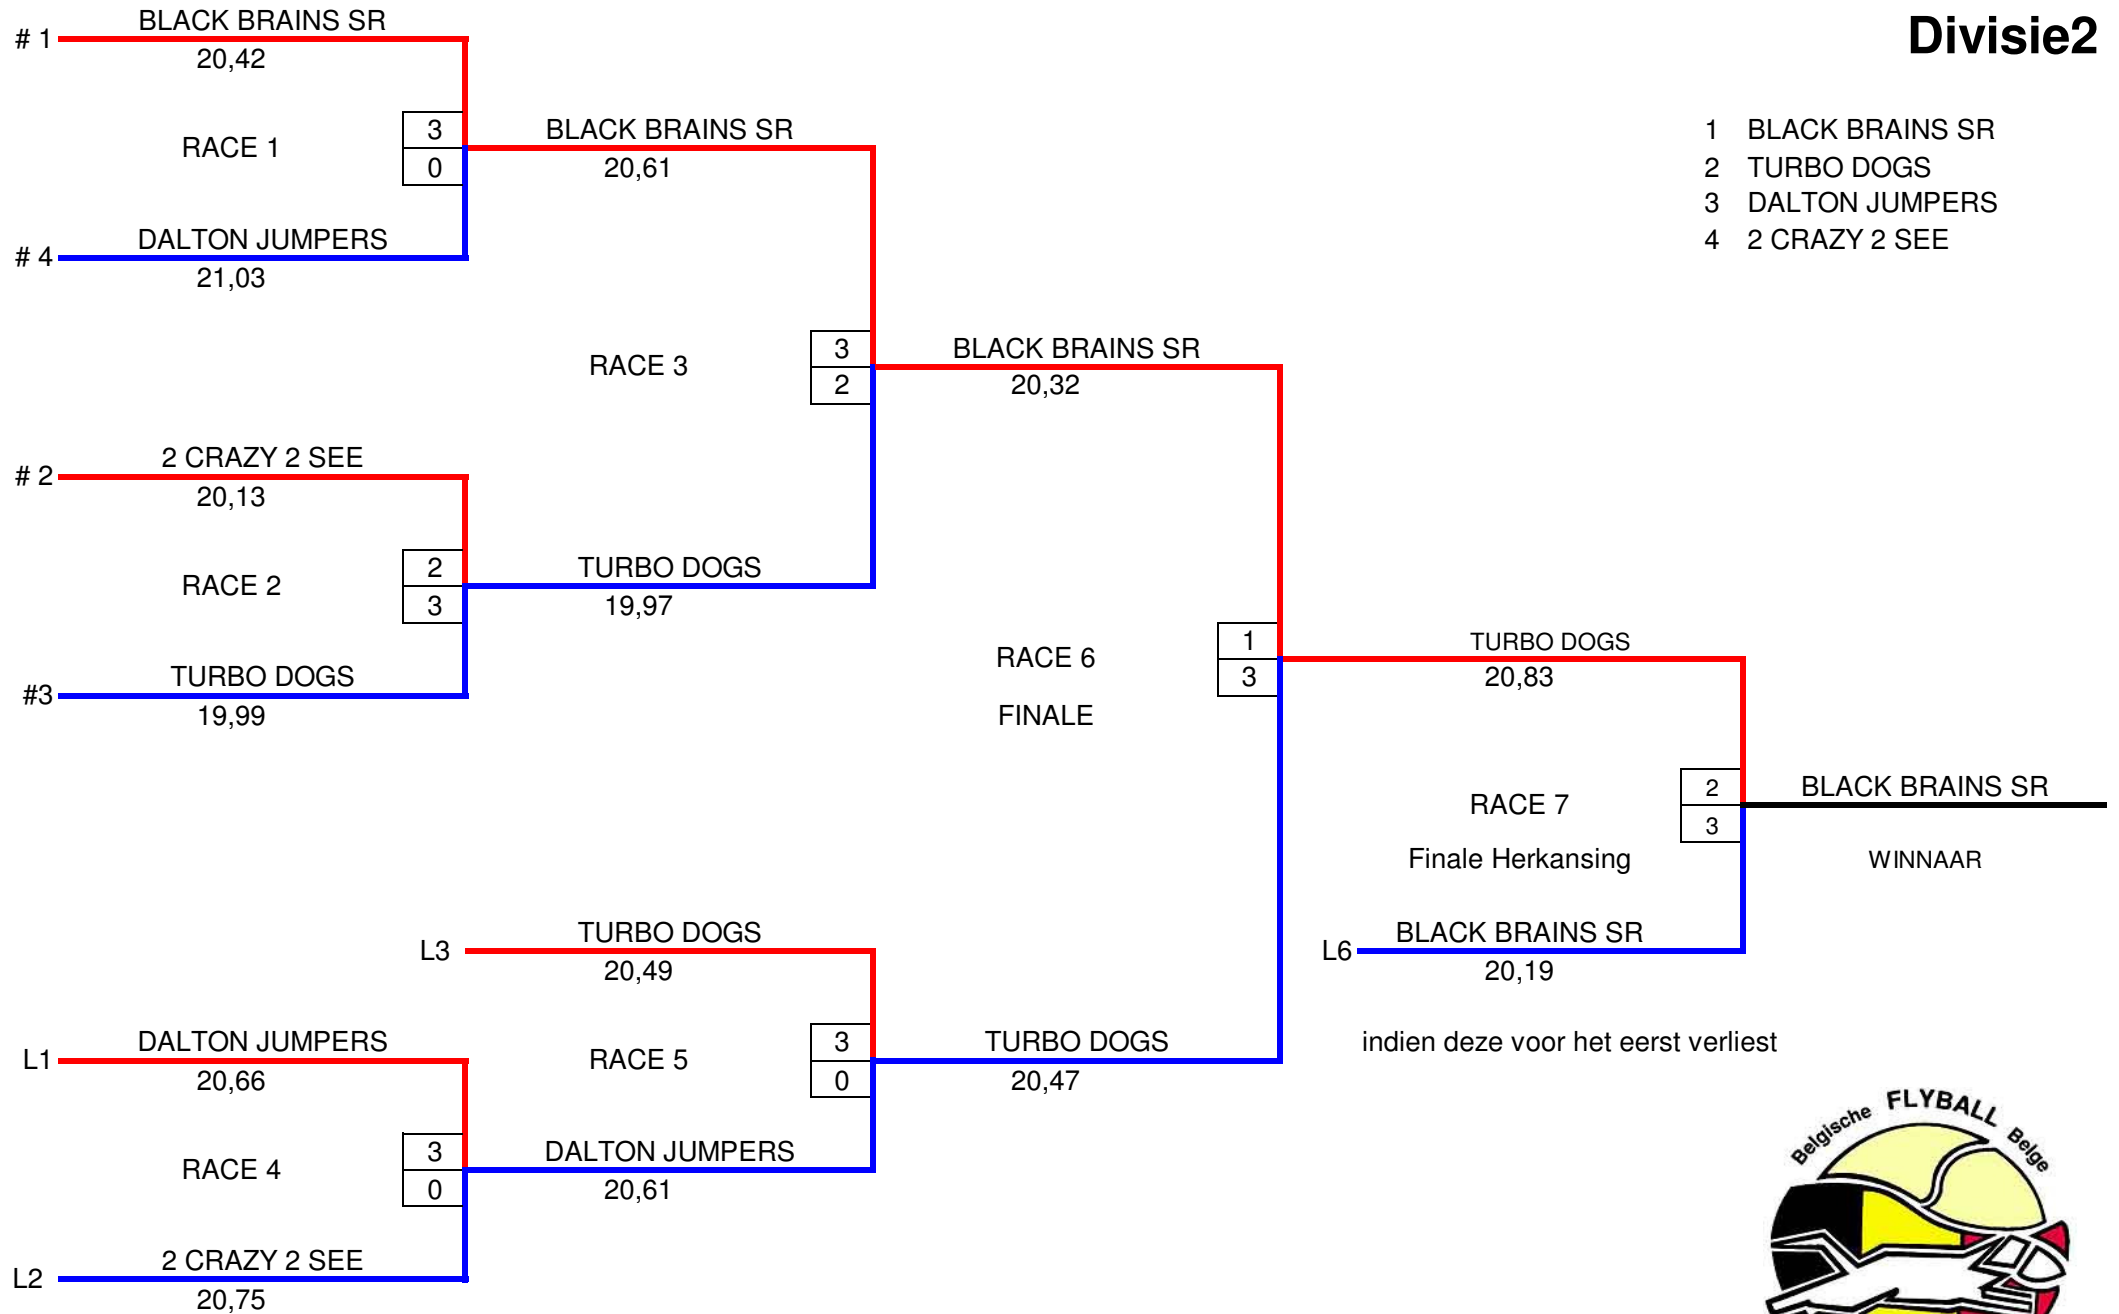 Divisie2
1 BLACK BRAINS SR
2 TURBO DOGS
3 DALTON JUMPERS
4 2 CRAZY 2 SEE
# 1
BLACK BRAINS SR
20,42
RACE 1
3
0
# 4
DALTON JUMPERS
21,03
BLACK BRAINS SR
20,61
RACE 3
3
2
BLACK BRAINS SR
20,32
# 2
2 CRAZY 2 SEE
20,13
RACE 2
2
3
#3
TURBO DOGS
19,99
TURBO DOGS
19,97
RACE 6
FINALE
1
3
TURBO DOGS
20,83
RACE 7
Finale Herkansing
2
3
BLACK BRAINS SR
WINNAAR
L6
BLACK BRAINS SR
20,19
indien deze voor het eerst verliest
L3
TURBO DOGS
20,49
RACE 5
3
0
TURBO DOGS
20,47
L1
DALTON JUMPERS
20,66
RACE 4
3
0
DALTON JUMPERS
20,61
L2
2 CRAZY 2 SEE
20,75
Belgische FLYBALL Belge